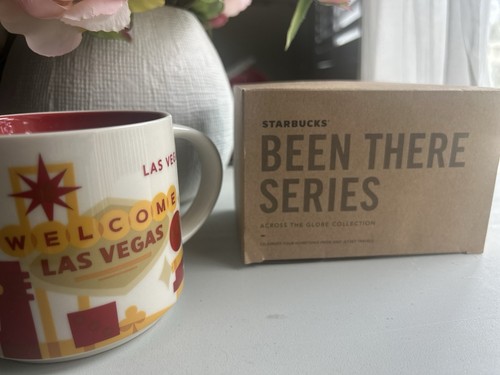 LAS VEG
WELCOME
LAS VEGAS
STARBUCKS
BEEN THERE
SERIES
ACROSS THE GLOBE COLLECTION